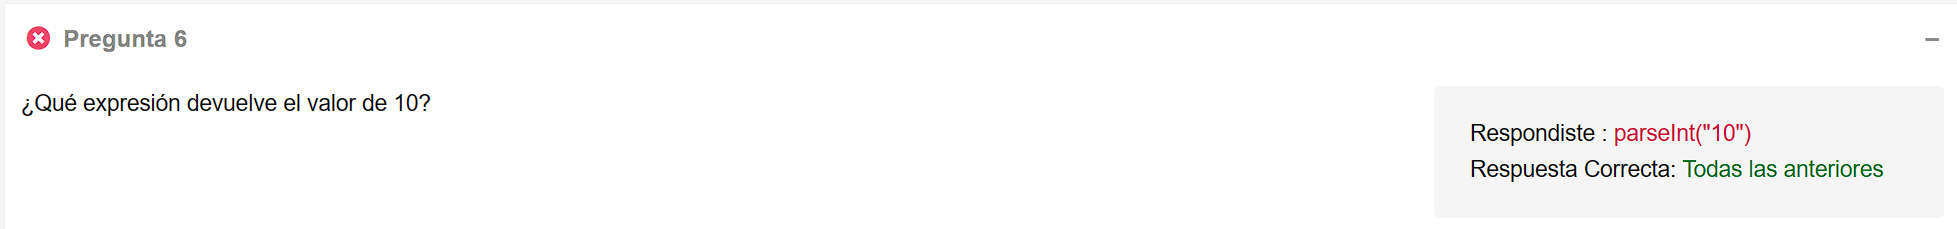 Pregunta 6
¿Qué expresión devuelve el valor de 10?
Respondiste : parseInt("10")
Respuesta Correcta: Todas las anteriores